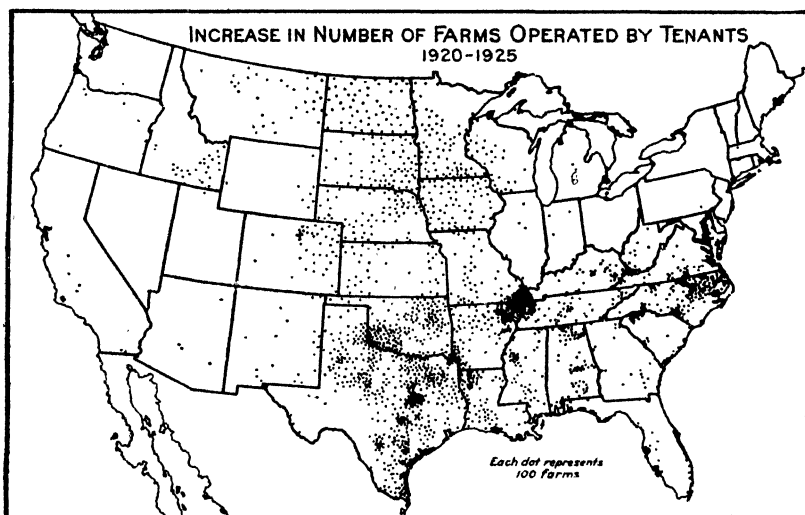 INCREASE IN NUMBER OF FARMS OPERATED BY TENANTS
1920-1925
Each dot represents
100 farms